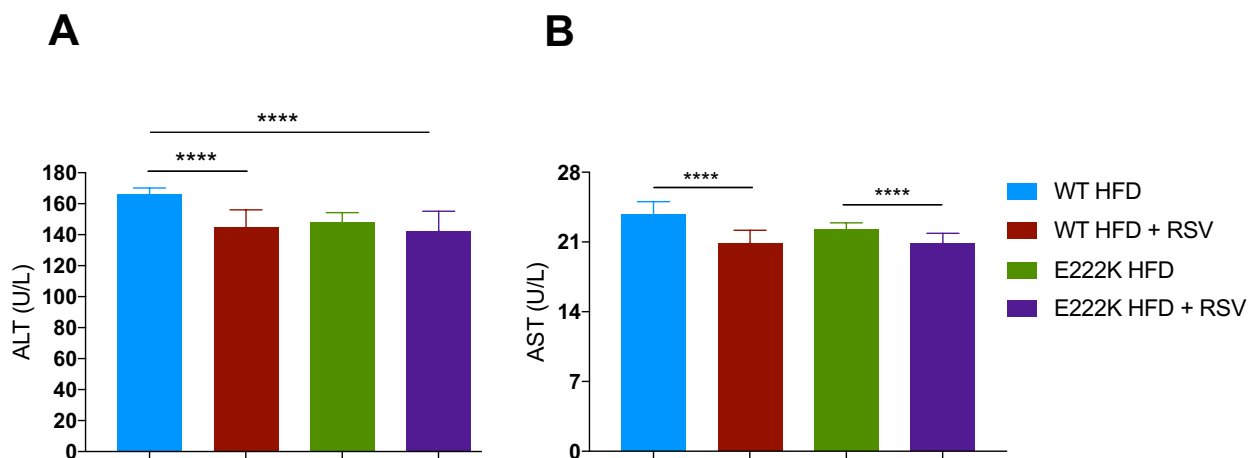 A
B
****
****
180
160
140
120
100
80
60
40
20
0
ALT (U/L)
****
****
28
21
14
7
0
AST (U/L)
WT HFD
WT HFD + RSV
E222K HFD
E222K HFD + RSV